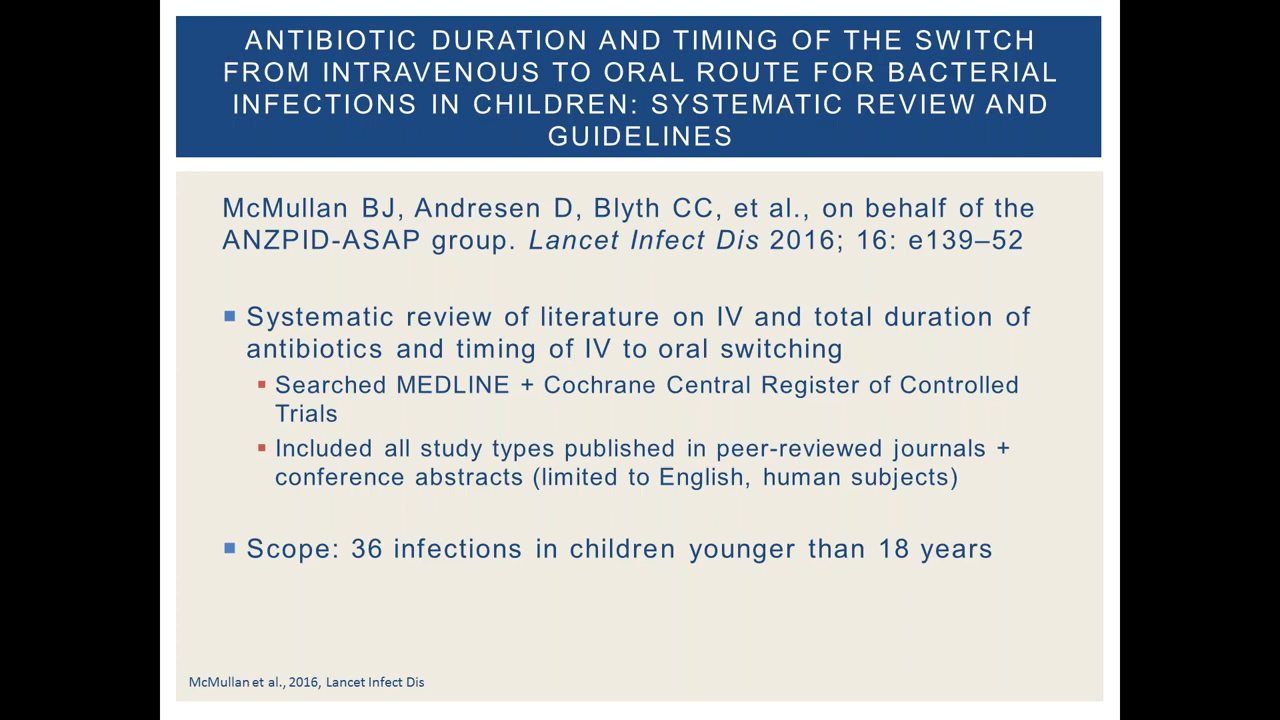 ANTIBIOTIC DURATION AND TIMING OF THE SWITCH
FROM INTRAVENOUS TO ORAL ROUTE FOR BACTERIAL
INFECTIONS IN CHILDREN: SYSTEMATIC REVIEW AND
GUIDELINES
McMullan BJ, Andresen D, Blyth CC, et al., on behalf of the
ANZPID-ASAP group. Lancet Infect Dis 2016; 16: e139–52
Systematic review of literature on IV and total duration of
antibiotics and timing of IV to oral switching
Searched MEDLINE + Cochrane Central Register of Controlled
Trials
Included all study types published in peer-reviewed journals +
conference abstracts (limited to English, human subjects)
Scope: 36 infections in children younger than 18 years
McMullan et al., 2016, Lancet Infect Dis